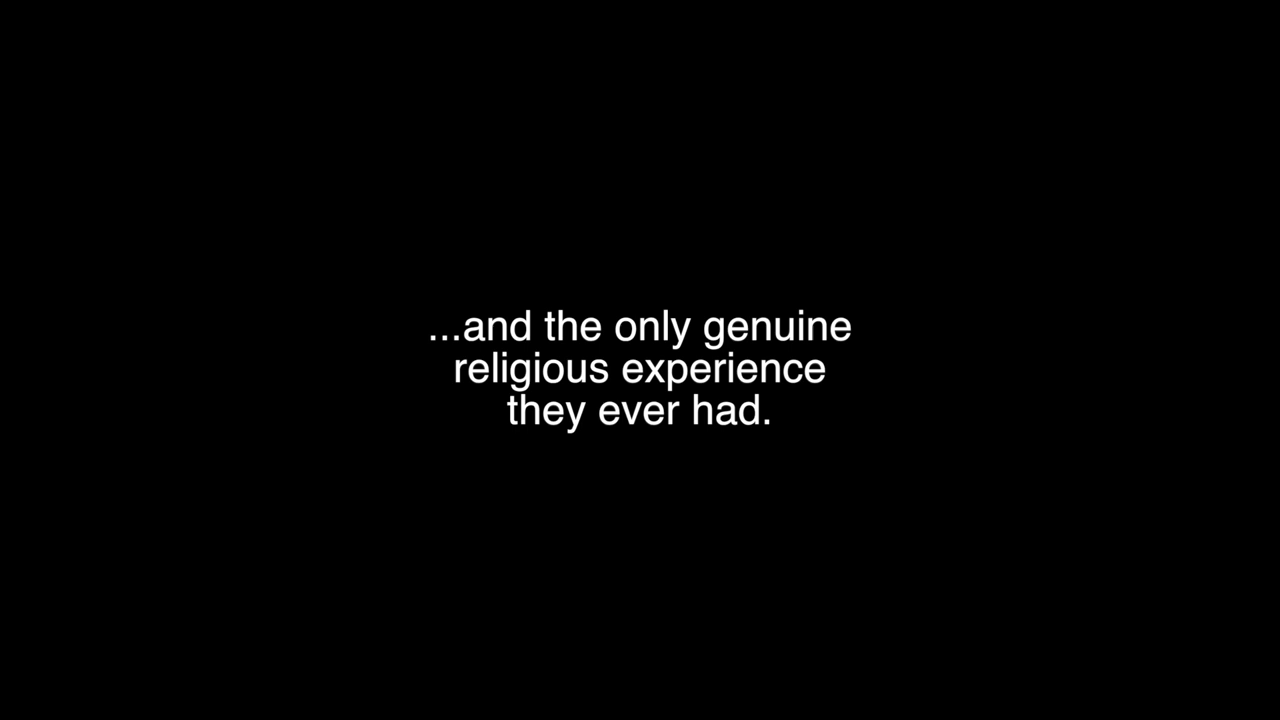 ...and the only genuine
religious experience
they ever had.